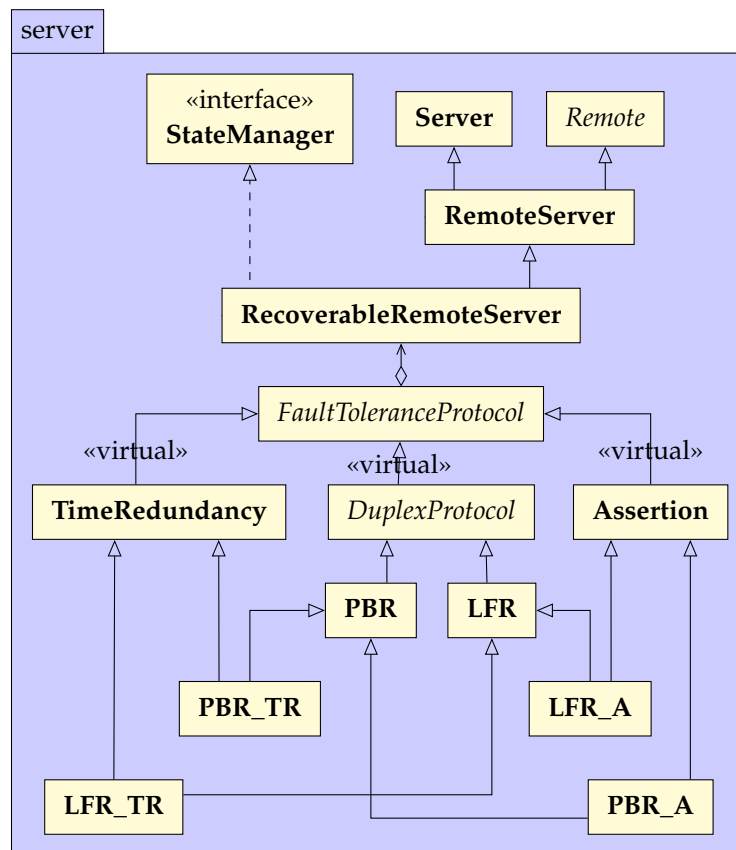 server
«interface»
StateManager
Server
Remote
RemoteServer
RecoverableRemoteServer
FaultToleranceProtocol
«virtual»
«virtual»
«virtual»
TimeRedundancy
DuplexProtocol
Assertion
PBR
LFR
PBR_TR
LFR_A
LFR_TR
PBR_A